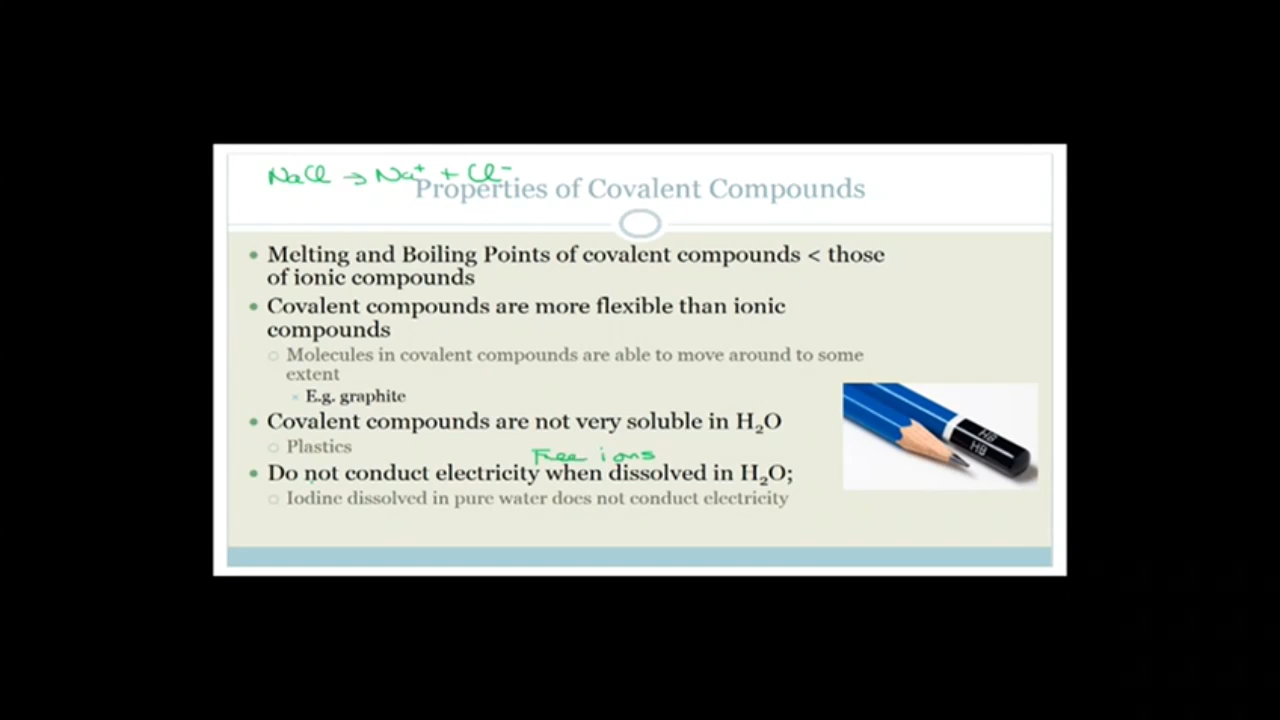 NaCl → Na⁺ + Cl⁻
Properties of Covalent Compounds
• Melting and Boiling Points of covalent compounds < those
of ionic compounds
• Covalent compounds are more flexible than ionic
compounds
○ Molecules in covalent compounds are able to move around to some
extent
× E.g. graphite
• Covalent compounds are not very soluble in H₂O
○ Plastics
Free ions
• Do not conduct electricity when dissolved in H₂O;
○ Iodine dissolved in pure water does not conduct electricity
HB
HB